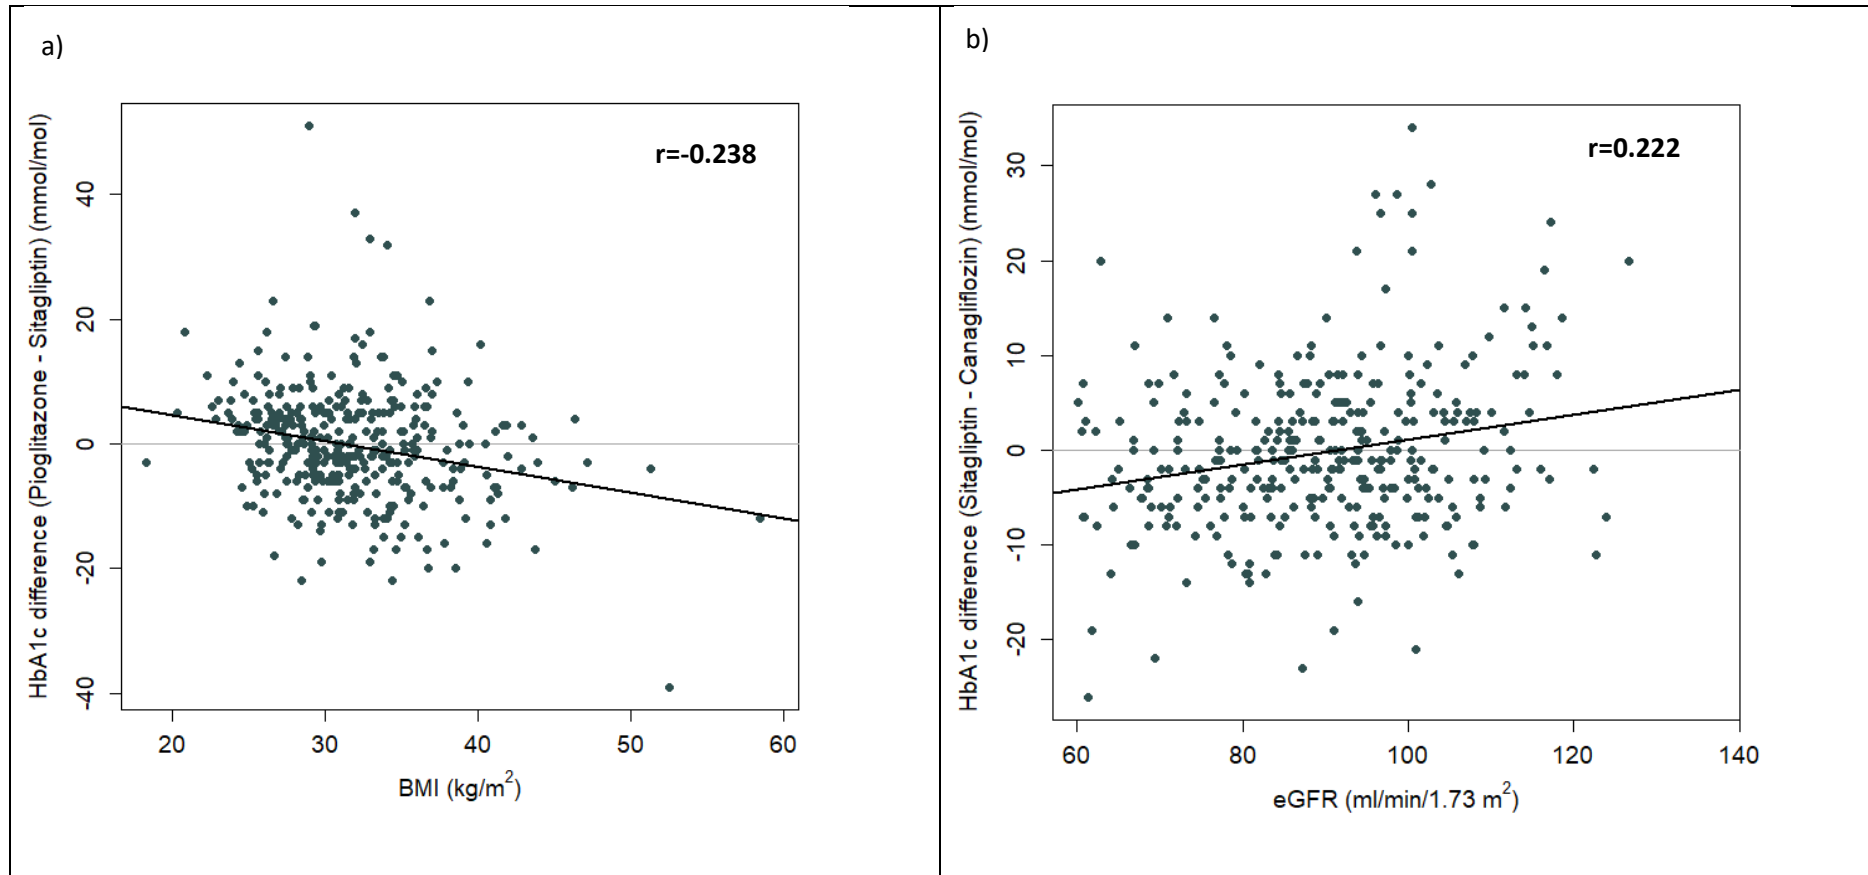 a)
r=-0.238
HbA1c difference (Pioglitazone - Sitagliptin) (mmol/mol)
40
20
0
-20
-40
20
30
40
50
60
BMI (kg/m²)
b)
r=0.222
HbA1c difference (Sitagliptin - Canagliflozin) (mmol/mol)
30
20
10
0
-10
-20
60
80
100
120
140
eGFR (ml/min/1.73 m²)